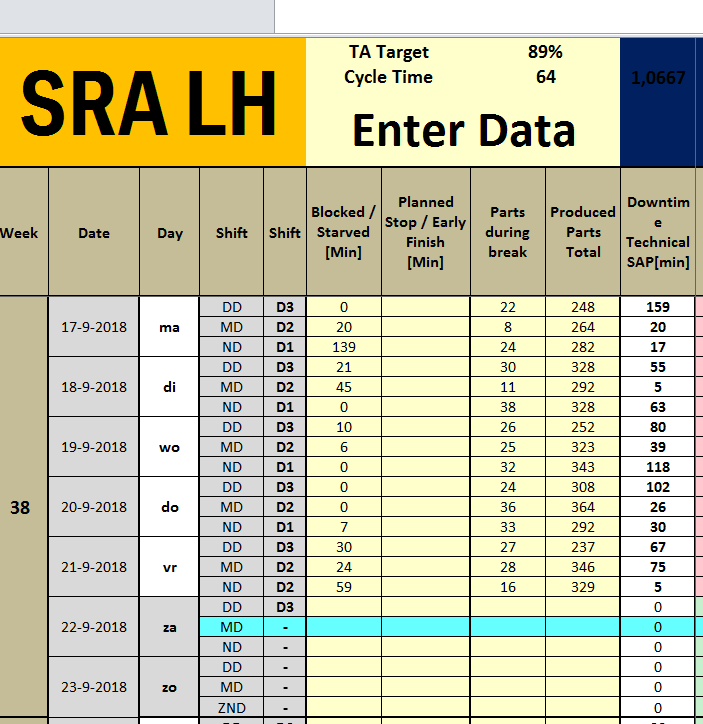 SRA LH
TA Target 89%
Cycle Time 64 1,0667
Enter Data
Week Date Day Shift Shift Blocked / Starved [Min] Planned Stop / Early Finish [Min] Parts during break Produced Parts Total Downtim e Technical SAP[min]
38
17-9-2018 ma
DD D3 0 22 248 159
MD D2 20 8 264 20
ND D1 139 24 282 17
18-9-2018 di
DD D3 21 30 328 55
MD D2 45 11 292 5
ND D1 0 38 328 63
19-9-2018 wo
DD D3 10 26 252 80
MD D2 6 25 323 39
ND D1 0 32 343 118
20-9-2018 do
DD D3 0 24 308 102
MD D2 0 36 364 26
ND D1 7 33 292 30
21-9-2018 vr
DD D3 30 27 237 67
MD D2 24 28 346 75
ND D2 59 16 329 5
22-9-2018 za
DD D3 0
MD - 0
ND - 0
23-9-2018 zo
DD - 0
MD - 0
ZND - 0